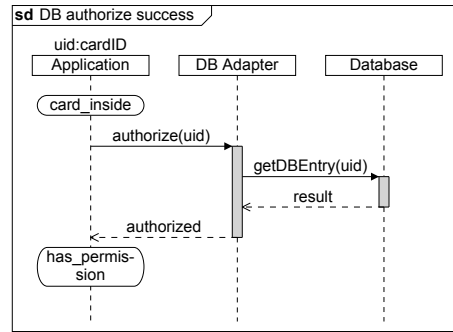 sd DB authorize success
uid:cardID
Application
DB Adapter
Database
card_inside
authorize(uid)
getDBEntry(uid)
result
authorized
has_permis-
sion